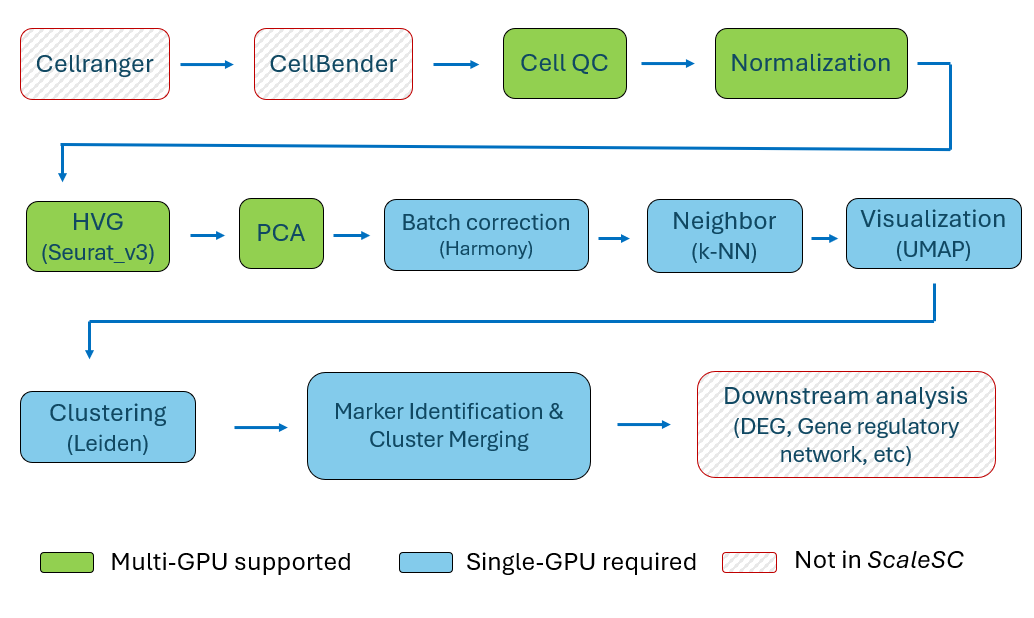 Cellranger
CellBender
Cell QC
Normalization
HVG
(Seurat_v3)
PCA
Batch correction
(Harmony)
Neighbor
(k-NN)
Visualization
(UMAP)
Clustering
(Leiden)
Marker Identification &
Cluster Merging
Downstream analysis
(DEG, Gene regulatory
network, etc)
Multi-GPU supported
Single-GPU required
Not in ScaleSC